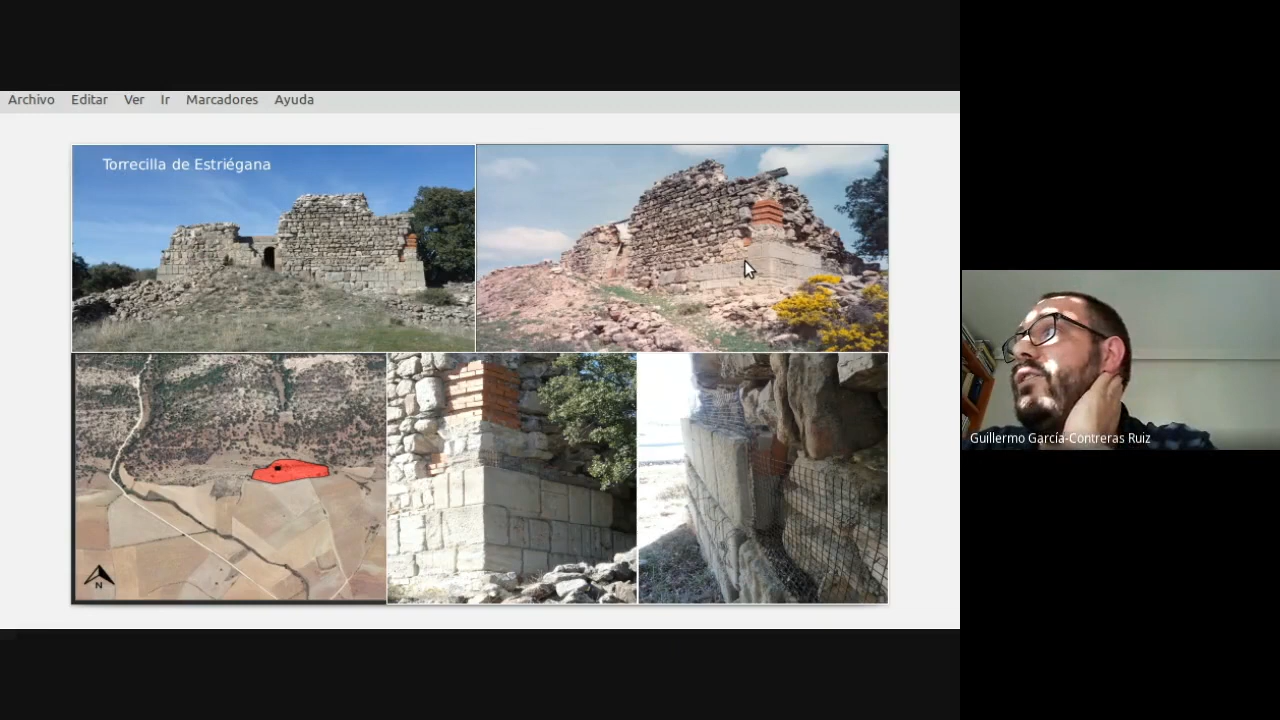 Archivo Editar Ver Ir Marcadores Ayuda
Torrecilla de Estriégana
N
Guillermo García-Contreras Ruiz